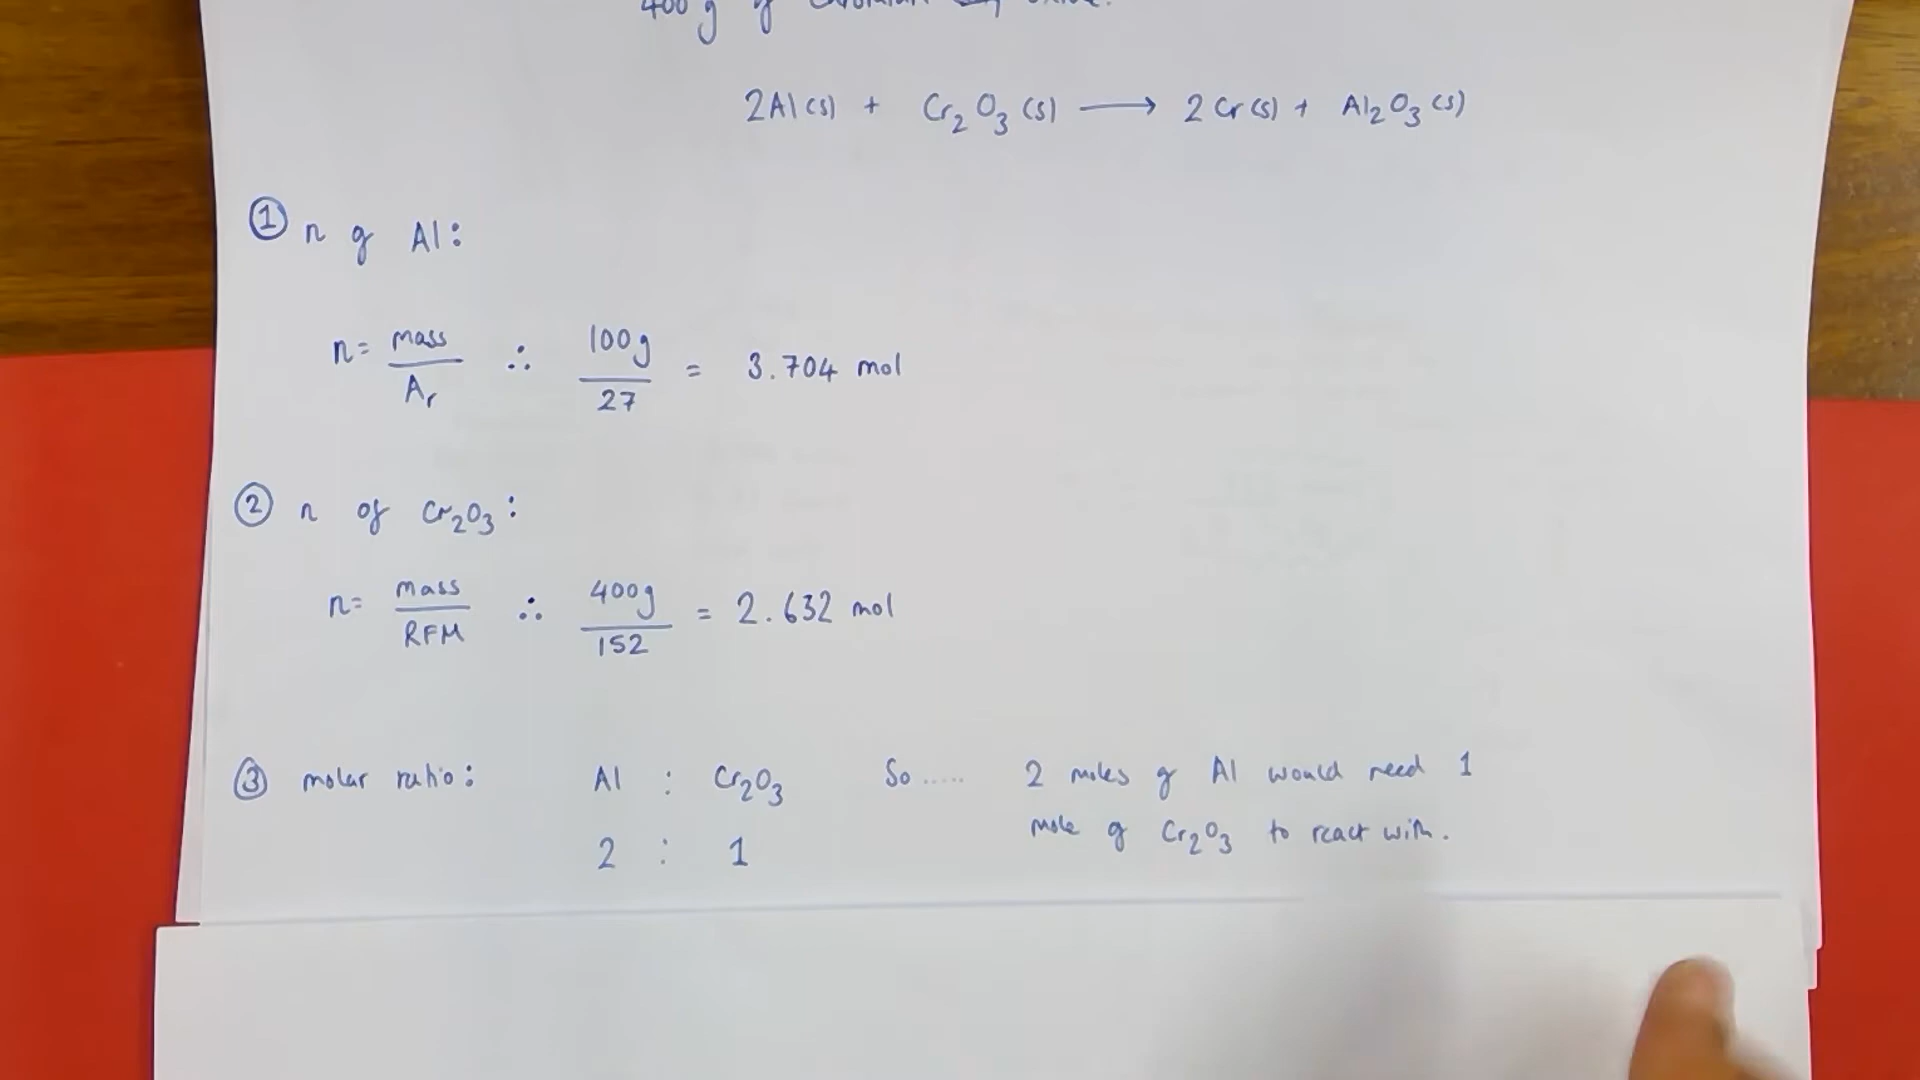 400g
2Al(s) + Cr₂O₃(s) ⟶ 2Cr(s) + Al₂O₃(s)
① n of Al:
n= mass/Ar ∴ 100g/27 = 3.704 mol
② n of Cr₂O₃:
n= mass/RFM ∴ 400g/152 = 2.632 mol
③ molar ratio: Al : Cr₂O₃ So ..... 2 moles of Al would need 1
2 : 1 mole of Cr₂O₃ to react with.